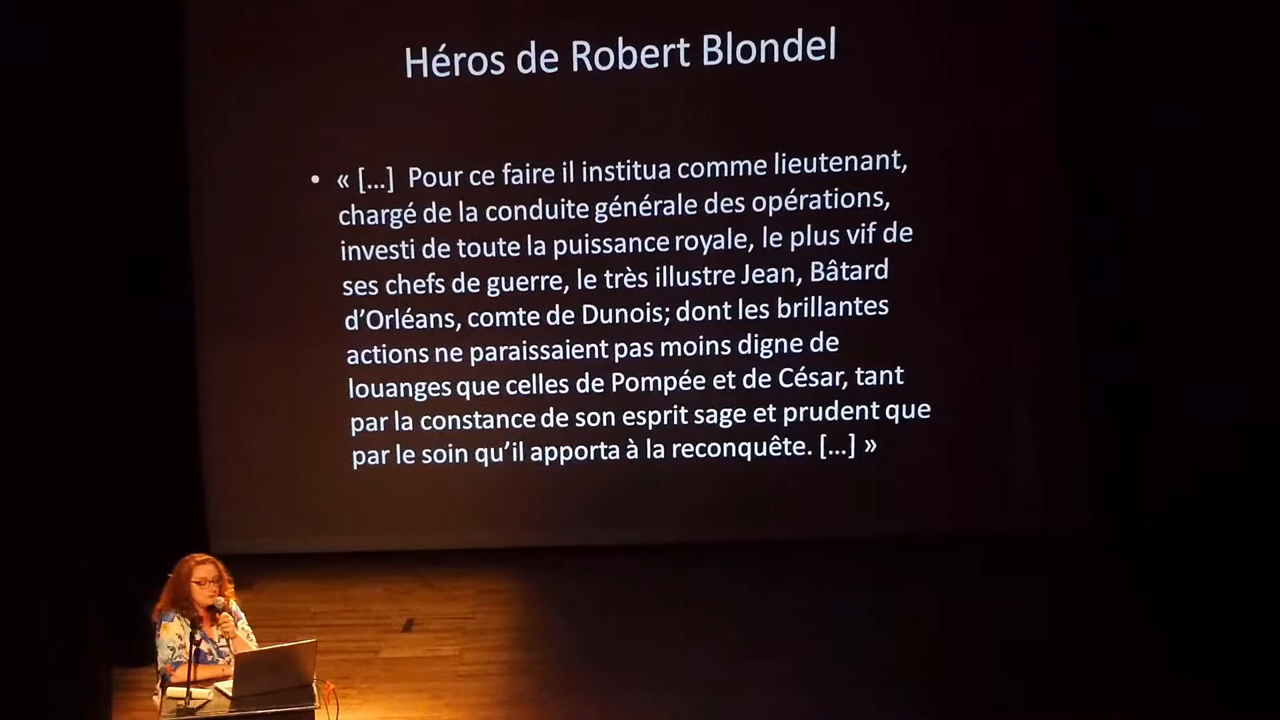 Héros de Robert Blondel
• « [...] Pour ce faire il institua comme lieutenant,
chargé de la conduite générale des opérations,
investi de toute la puissance royale, le plus vif de
ses chefs de guerre, le très illustre Jean, Bâtard
d’Orléans, comte de Dunois; dont les brillantes
actions ne paraissaient pas moins digne de
louanges que celles de Pompée et de César, tant
par la constance de son esprit sage et prudent que
par le soin qu’il apporta à la reconquête. [...] »